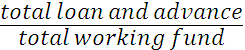 total loan and advance
total working fund